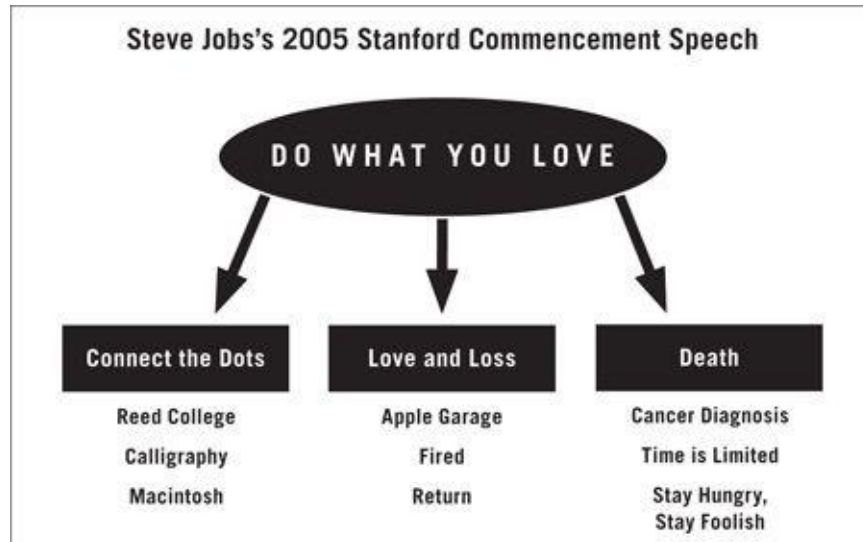 Steve Jobs's 2005 Stanford Commencement Speech
DO WHAT YOU LOVE
Connect the Dots
Reed College
Calligraphy
Macintosh
Love and Loss
Apple Garage
Fired
Return
Death
Cancer Diagnosis
Time is Limited
Stay Hungry,
Stay Foolish